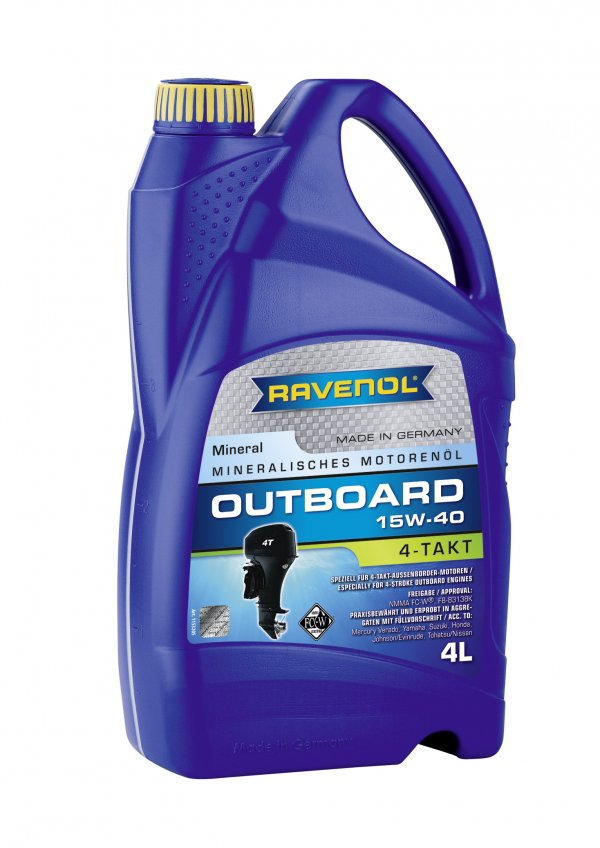 RAVENOL®
MADE IN GERMANY
Mineral
MINERALISCHES MOTORENÖL
OUTBOARD
15W-40
4-TAKT
4T
SPEZIELL FÜR 4-TAKT-AUSSENBORDER-MOTOREN /
ESPECIALLY FOR 4-STROKE OUTBOARD ENGINES
FREIGABE / APPROVAL:
NMMA FC-W® FB-83138K
PRAXISBEWÄHRT UND ERPROBT IN AGGRE-
GATEN MIT FÜLLVORSCHRIFT / ACC. TO:
Mercury Verado, Yamaha, Suzuki, Honda,
Johnson/Evinrude, Tohatsu/Nissan
FC-W
4L
Made in Germany